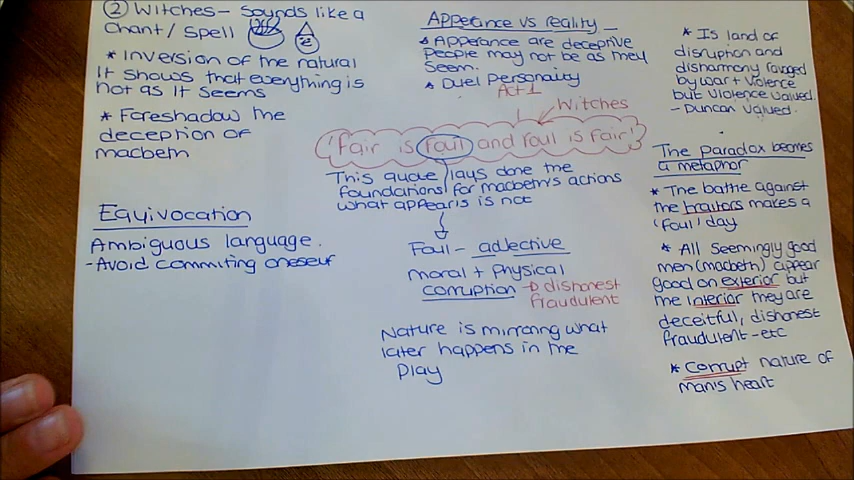 ② Witches - Sounds like a
Chant / Spell
* Inversion of the natural
It shows that everything is
not as it seems
* Foreshadow the
deception of
macbeth
Equivocation
Ambiguous language.
- Avoid commiting oneself
Apperance vs reality
* Apperance are deceptive
People may not be as they
Seem.
* Duel Personality
Act 1
Witches
'Fair is foul and foul is fair'
This quote lays done the
foundations for macbeth's actions
what appears is not
Foul - adjective
moral + Physical
corruption → dishonest
fraudulent
Nature is mirroring what
later happens in the
Play
* Is land of
disruption and
disharmony ravaged
by war + violence
but violence valued.
- Duncan valued.
The Paradox becomes
a metaphor
* The battle against
the traitors makes a
'foul' day
* All Seemingly good
men (macbeth) appear
good on exterior but
the interior they are
deceitful, dishonest
fraudulent - etc
* Corrupt nature of
man's heart